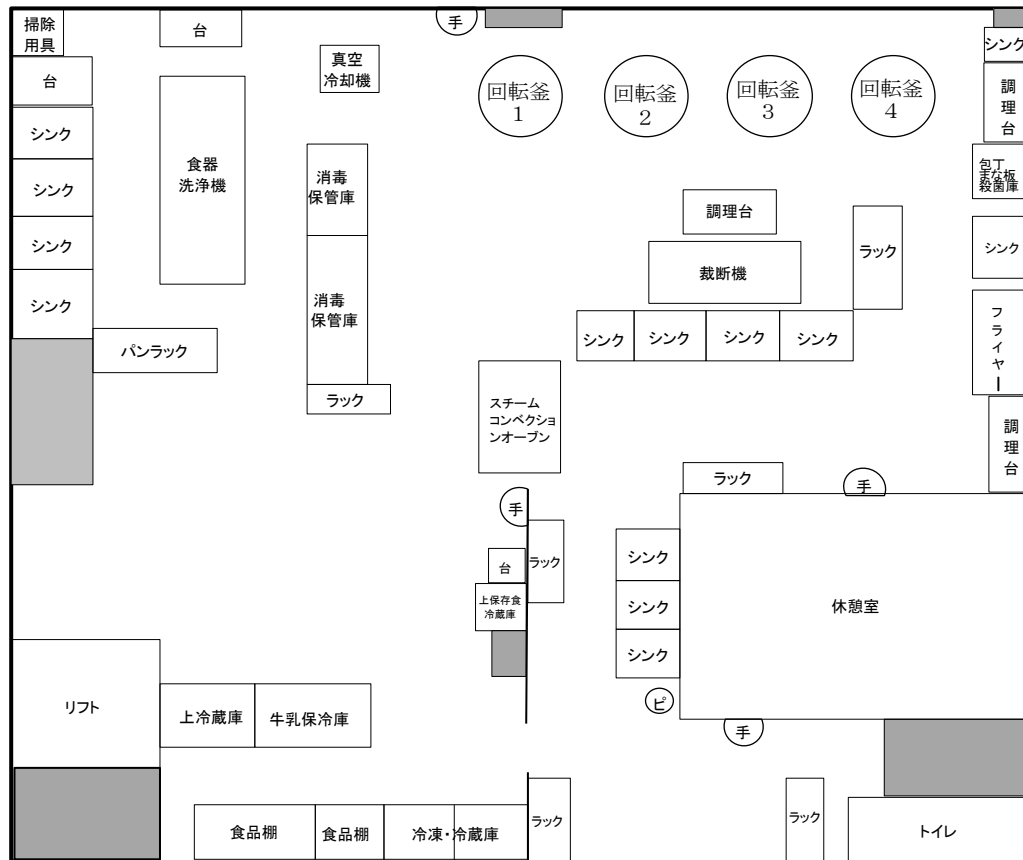 掃除
用具
台
手
真空
冷却機
回転釜
1
回転釜
2
回転釜
3
回転釜
4
シンク
調
理
台
台
シンク
シンク
シンク
シンク
食器
洗浄機
消毒
保管庫
消毒
保管庫
ラック
パンラック
包丁
まな板
殺菌庫
調理台
裁断機
ラック
シンク
シンク
シンク
シンク
シンク
フ
ラ
イ
ヤ
ー
調
理
台
スチーム
コンベクショ
ンオーブン
ラック
手
手
ラック
台
上保存食
冷蔵庫
シンク
シンク
シンク
休憩室
ピ
手
リフト
上冷蔵庫
牛乳保冷庫
食品棚
食品棚
冷凍・冷蔵庫
ラック
ラック
トイレ